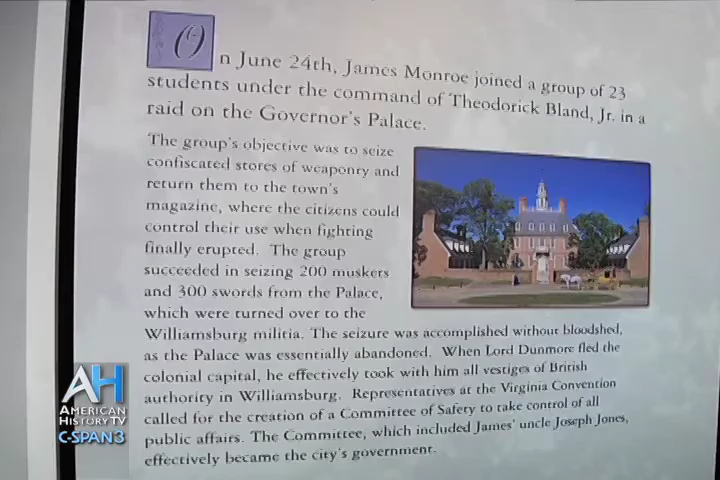 On June 24th, James Monroe joined a group of 23
students under the command of Theodorick Bland, Jr. in a
raid on the Governor's Palace.
The group's objective was to seize
confiscated stores of weaponry and
return them to the town's
magazine, where the citizens could
control their use when fighting
finally erupted. The group
succeeded in seizing 200 muskets
and 300 swords from the Palace,
which were turned over to the
Williamsburg militia. The seizure was accomplished without bloodshed,
as the Palace was essentially abandoned. When Lord Dunmore fled the
colonial capital, he effectively took with him all vestiges of British
authority in Williamsburg. Representatives at the Virginia Convention
called for the creation of a Committee of Safety to take control of all
public affairs. The Committee, which included James' uncle Joseph Jones,
effectively became the city's government.
AH
AMERICAN
HISTORY TV
C-SPAN 3